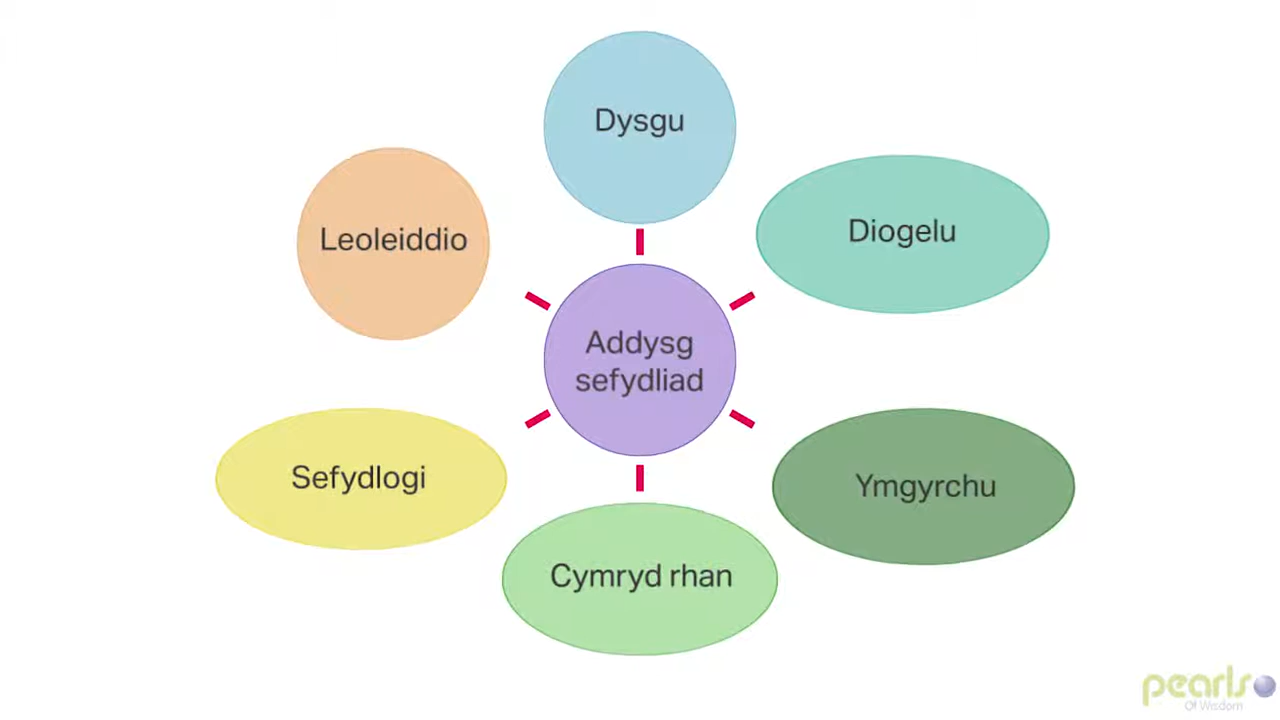 Dysgu
Leoleiddio
Diogelu
Addysg
sefydliad
Sefydlogi
Ymgyrchu
Cymryd rhan
pearls
Of Wisdom